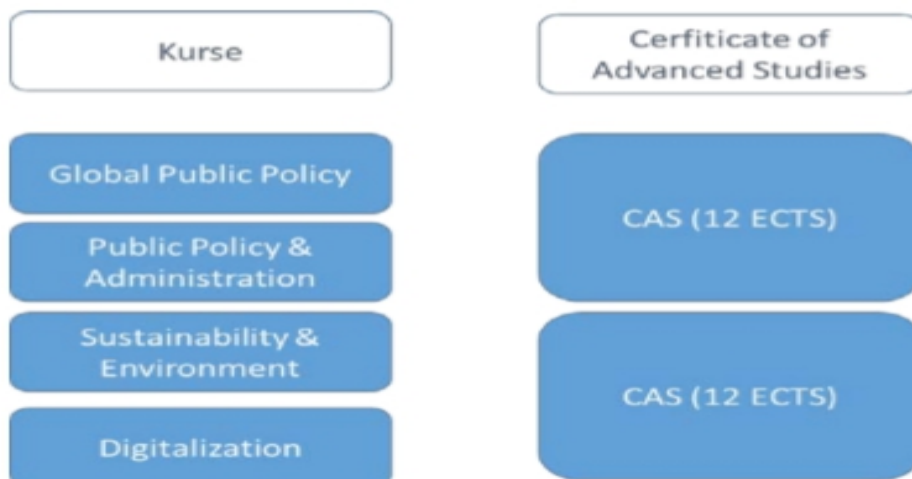 Kurse
Cerfiticate of
Advanced Studies
Global Public Policy
Public Policy &
Administration
Sustainability &
Environment
Digitalization
CAS (12 ECTS)
CAS (12 ECTS)